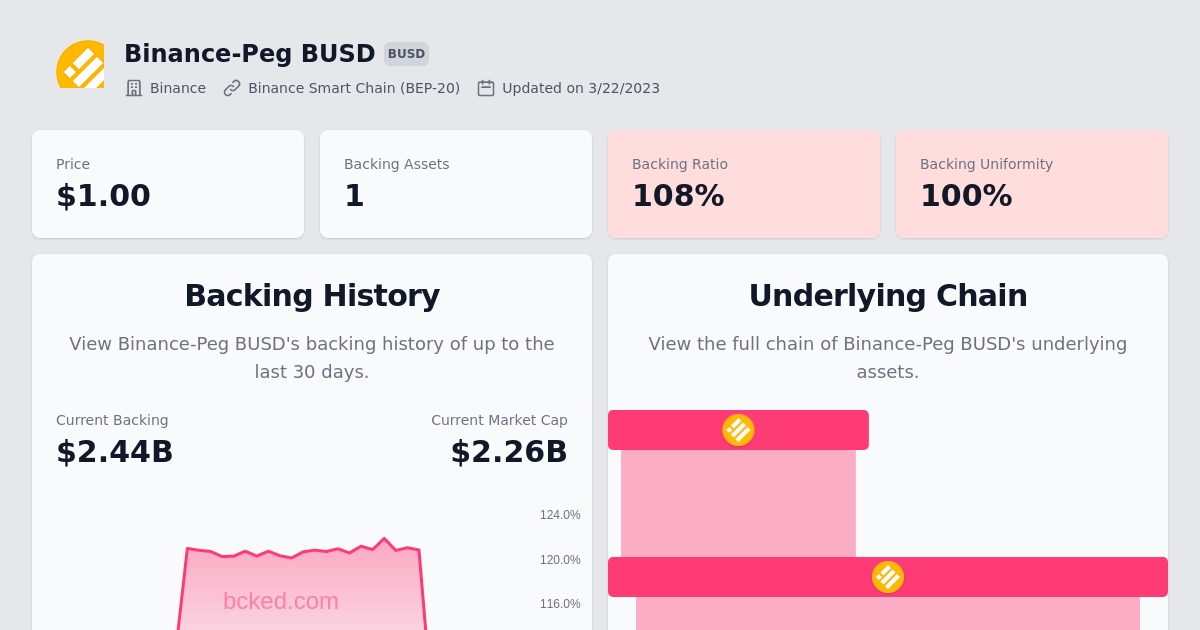 Binance-Peg BUSD BUSD
Binance Binance Smart Chain (BEP-20) Updated on 3/22/2023
Price
$1.00
Backing Assets
1
Backing Ratio
108%
Backing Uniformity
100%
Backing History
View Binance-Peg BUSD's backing history of up to the
last 30 days.
Current Backing
$2.44B
Current Market Cap
$2.26B
124.0%
120.0%
116.0%
bcked.com
Underlying Chain
View the full chain of Binance-Peg BUSD's underlying
assets.